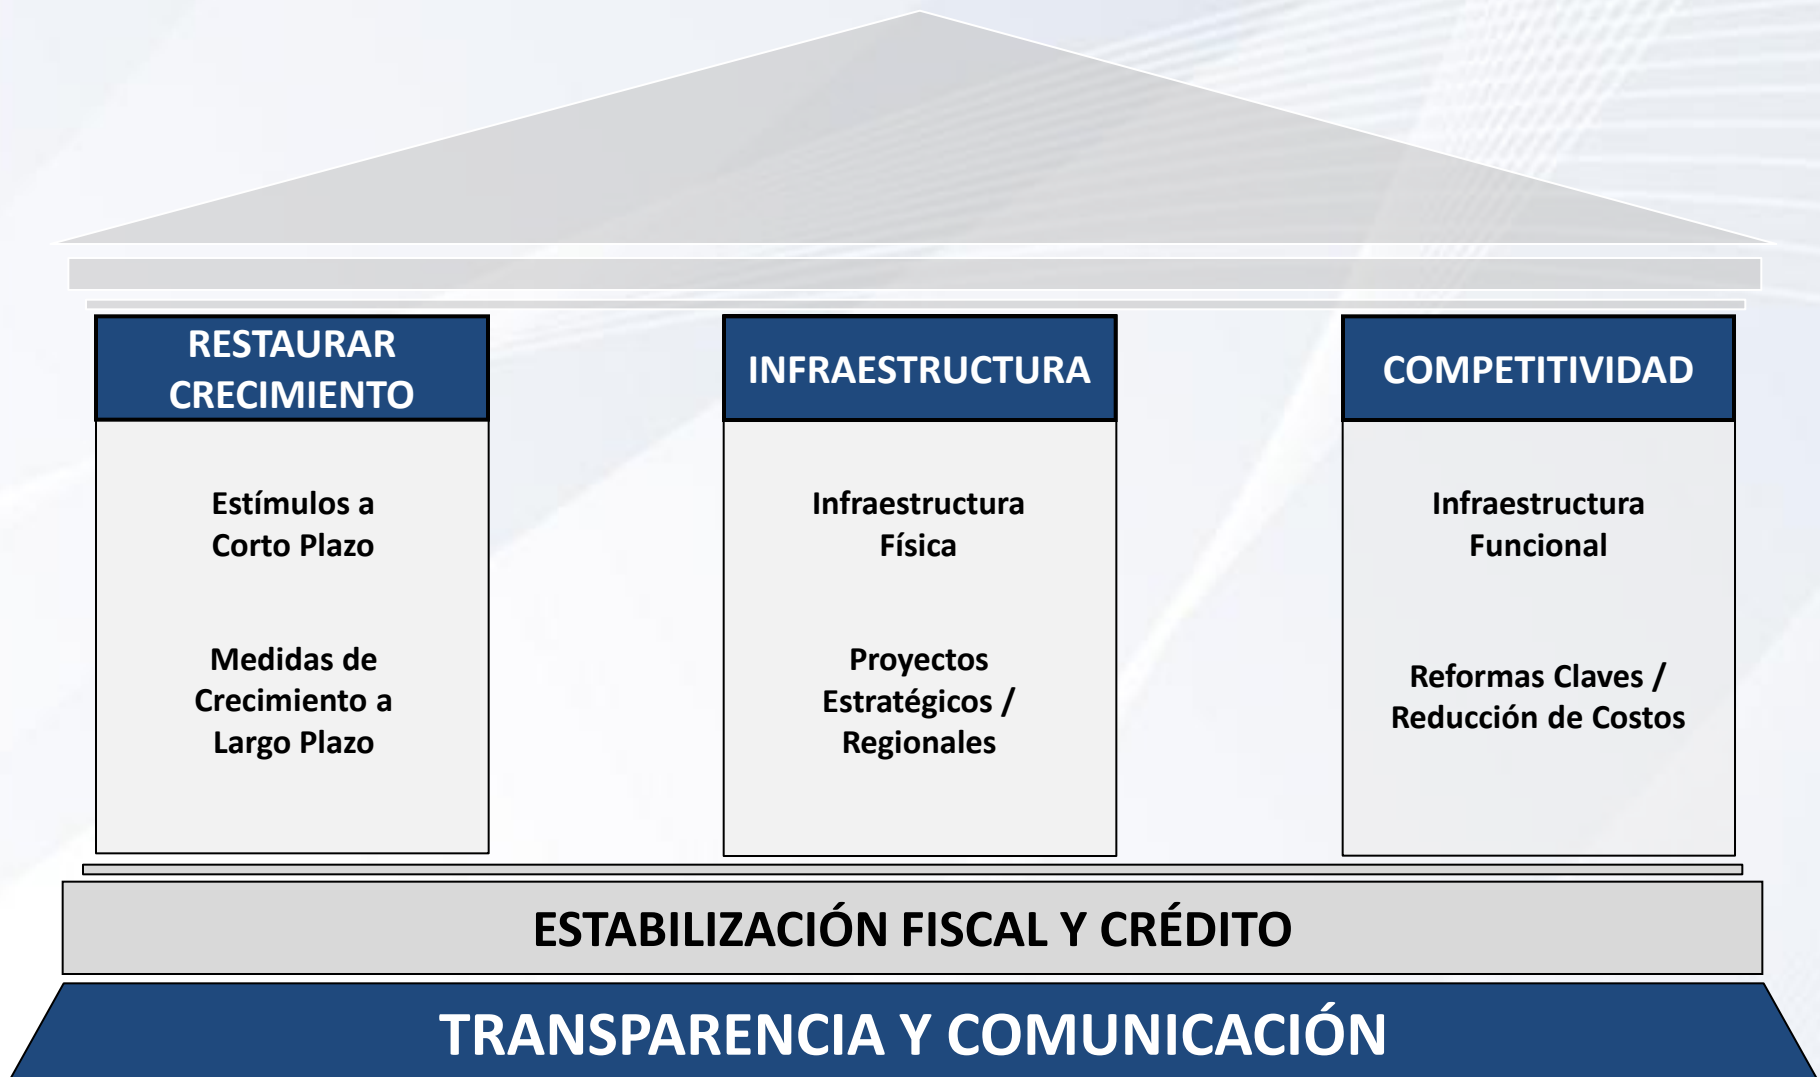 RESTAURAR
CRECIMIENTO
Estímulos a
Corto Plazo
Medidas de
Crecimiento a
Largo Plazo
INFRAESTRUCTURA
Infraestructura
Física
Proyectos
Estratégicos /
Regionales
COMPETITIVIDAD
Infraestructura
Funcional
Reformas Claves /
Reducción de Costos
ESTABILIZACIÓN FISCAL Y CRÉDITO
TRANSPARENCIA Y COMUNICACIÓN